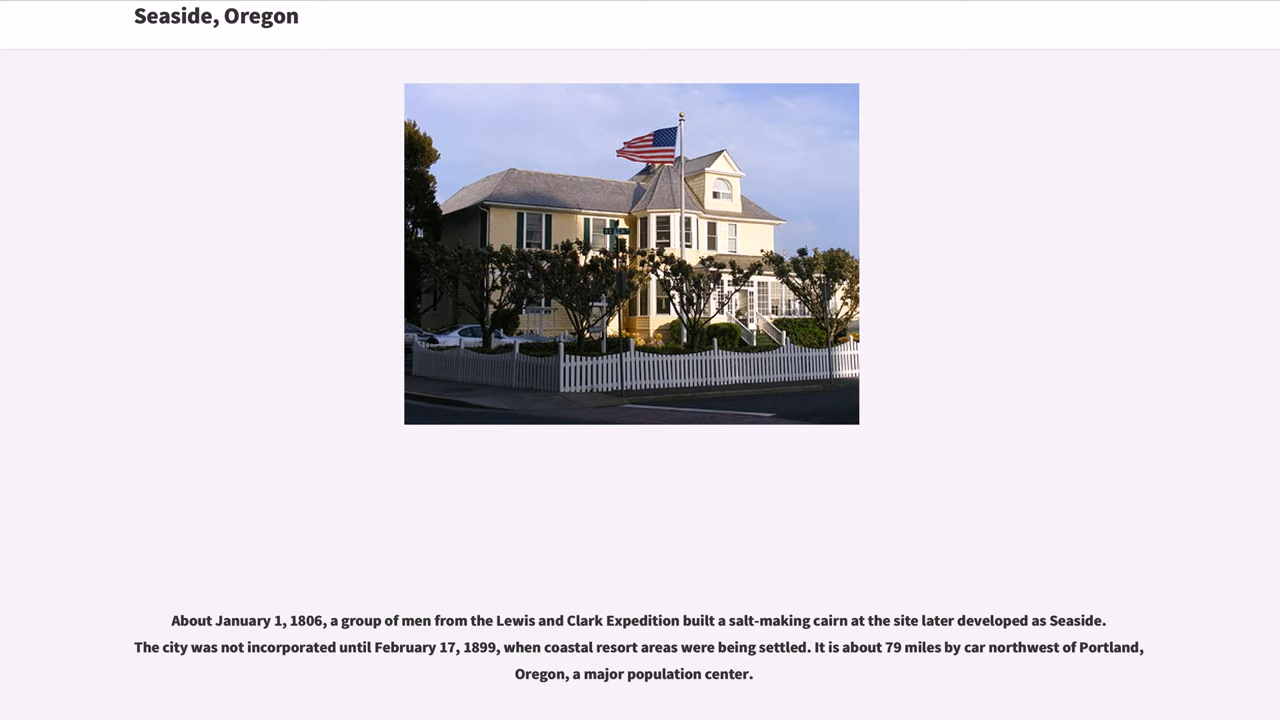 Seaside, Oregon
About January 1, 1806, a group of men from the Lewis and Clark Expedition built a salt-making cairn at the site later developed as Seaside.
The city was not incorporated until February 17, 1899, when coastal resort areas were being settled. It is about 79 miles by car northwest of Portland,
Oregon, a major population center.